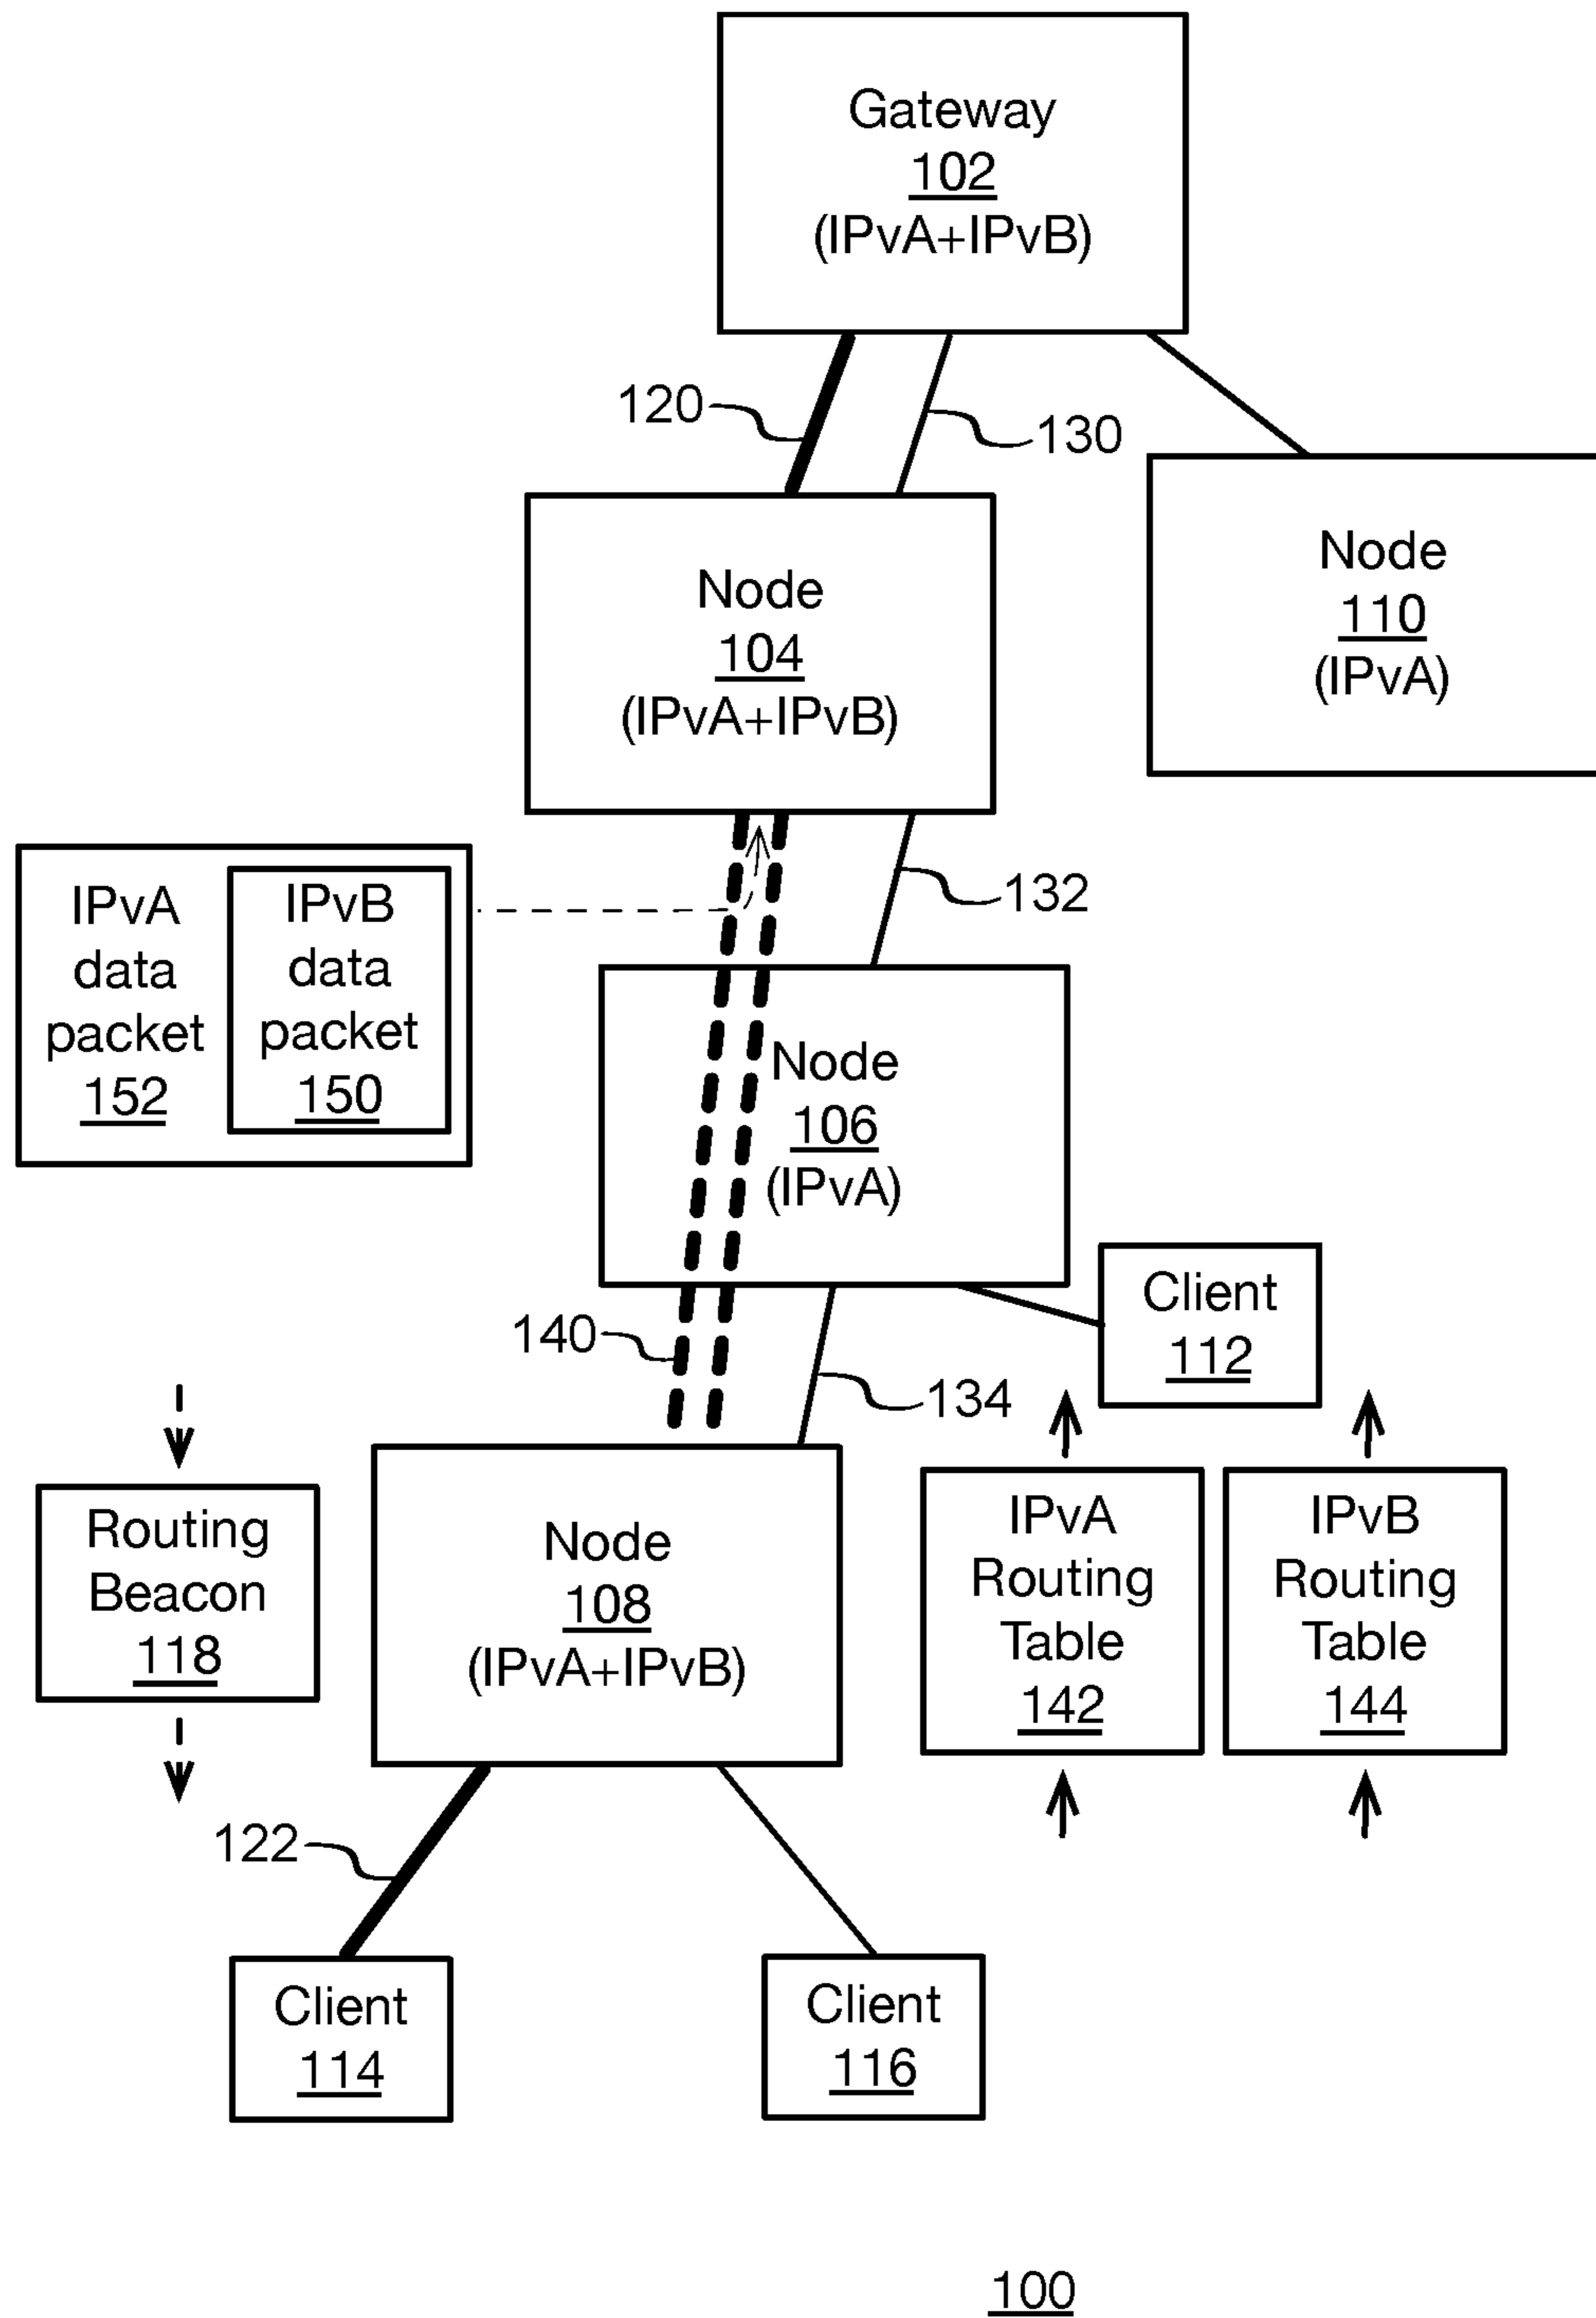 Gateway
102
(IPvA+IPvB)
120
130
Node
104
(IPvA+IPvB)
Node
110
(IPvA)
IPvA
data
packet
152
IPvB
data
packet
150
132
Node
106
(IPvA)
Client
112
140
134
Routing
Beacon
118
Node
108
(IPvA+IPvB)
IPvA
Routing
Table
142
IPvB
Routing
Table
144
122
Client
114
Client
116
100